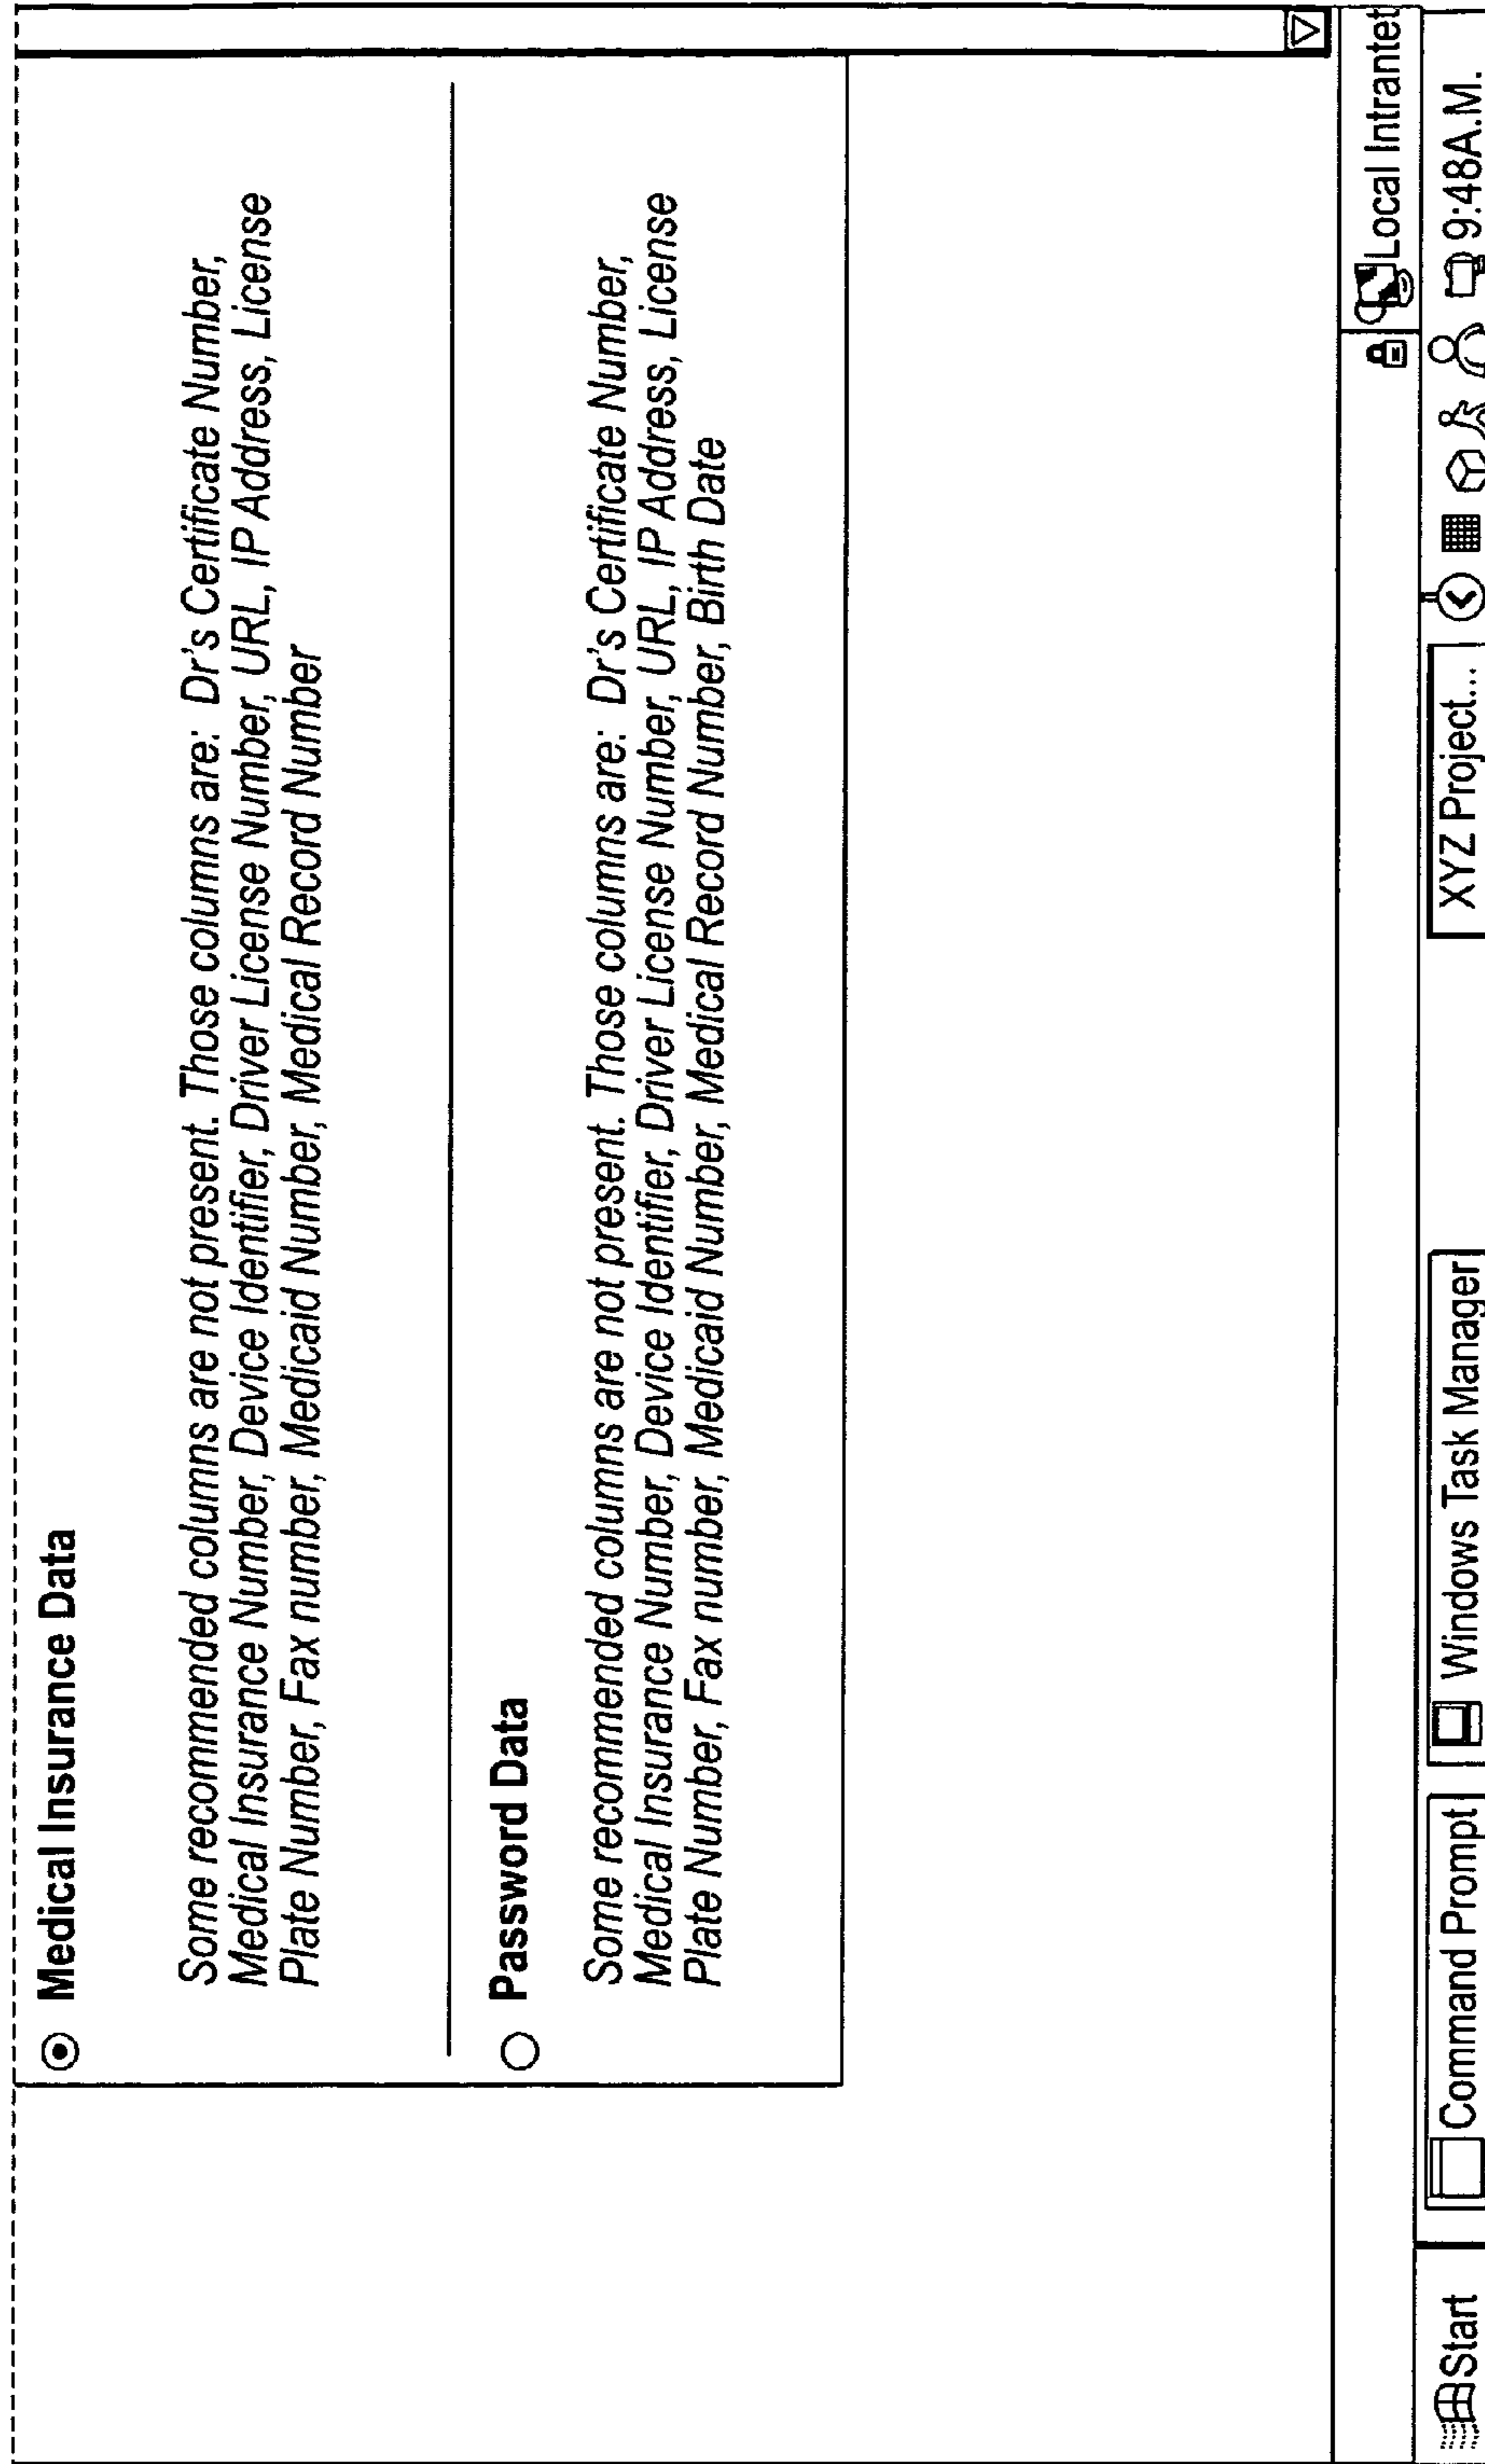 Medical Insurance Data
Some recommended columns are not present. Those columns are: Dr's Certificate Number,
Medical Insurance Number, Device Identifier, Driver License Number, URL, IP Address, License
Plate Number, Fax number, Medicaid Number, Medical Record Number
Password Data
Some recommended columns are not present. Those columns are: Dr's Certificate Number,
Medical Insurance Number, Device Identifier, Driver License Number, URL, IP Address, License
Plate Number, Fax number, Medicaid Number, Medical Record Number, Birth Date
Local Intrantet
Start Command Prompt Windows Task Manager XYZ Project... 9:48A.M.